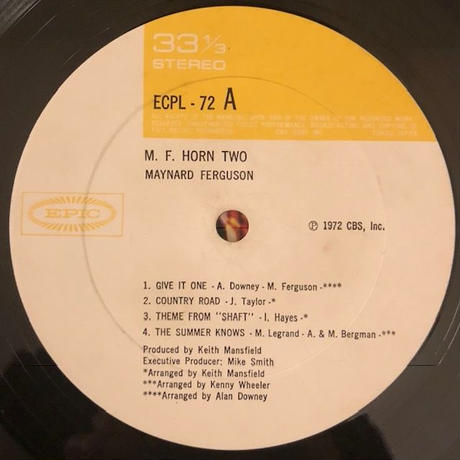 33 1/3
STEREO
ECPL - 72 A
M. F. HORN TWO
MAYNARD FERGUSON
EPIC
℗ 1972 CBS, Inc.
1. GIVE IT ONE - A. Downey - M. Ferguson -****
2. COUNTRY ROAD - J. Taylor -*
3. THEME FROM "SHAFT" - I. Hayes -*
4. THE SUMMER KNOWS - M. Legrand - A. & M. Bergman -***
Produced by Keith Mansfield
Executive Producer; Mike Smith
*Arranged by Keith Mansfield
***Arranged by Kenny Wheeler
****Arranged by Alan Downey